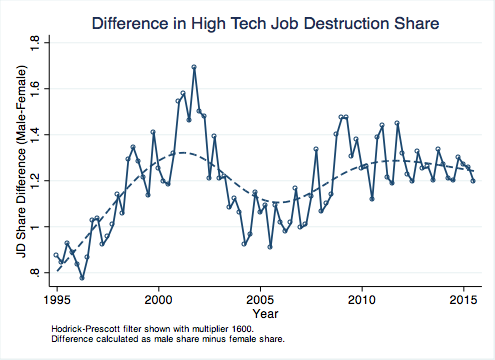 Difference in High Tech Job Destruction Share
JD Share Difference (Male-Female)
1.8
1.6
1.4
1.2
1
.8
1995 2000 2005 2010 2015
Year
Hodrick-Prescott filter shown with multiplier 1600.
Difference calculated as male share minus female share.